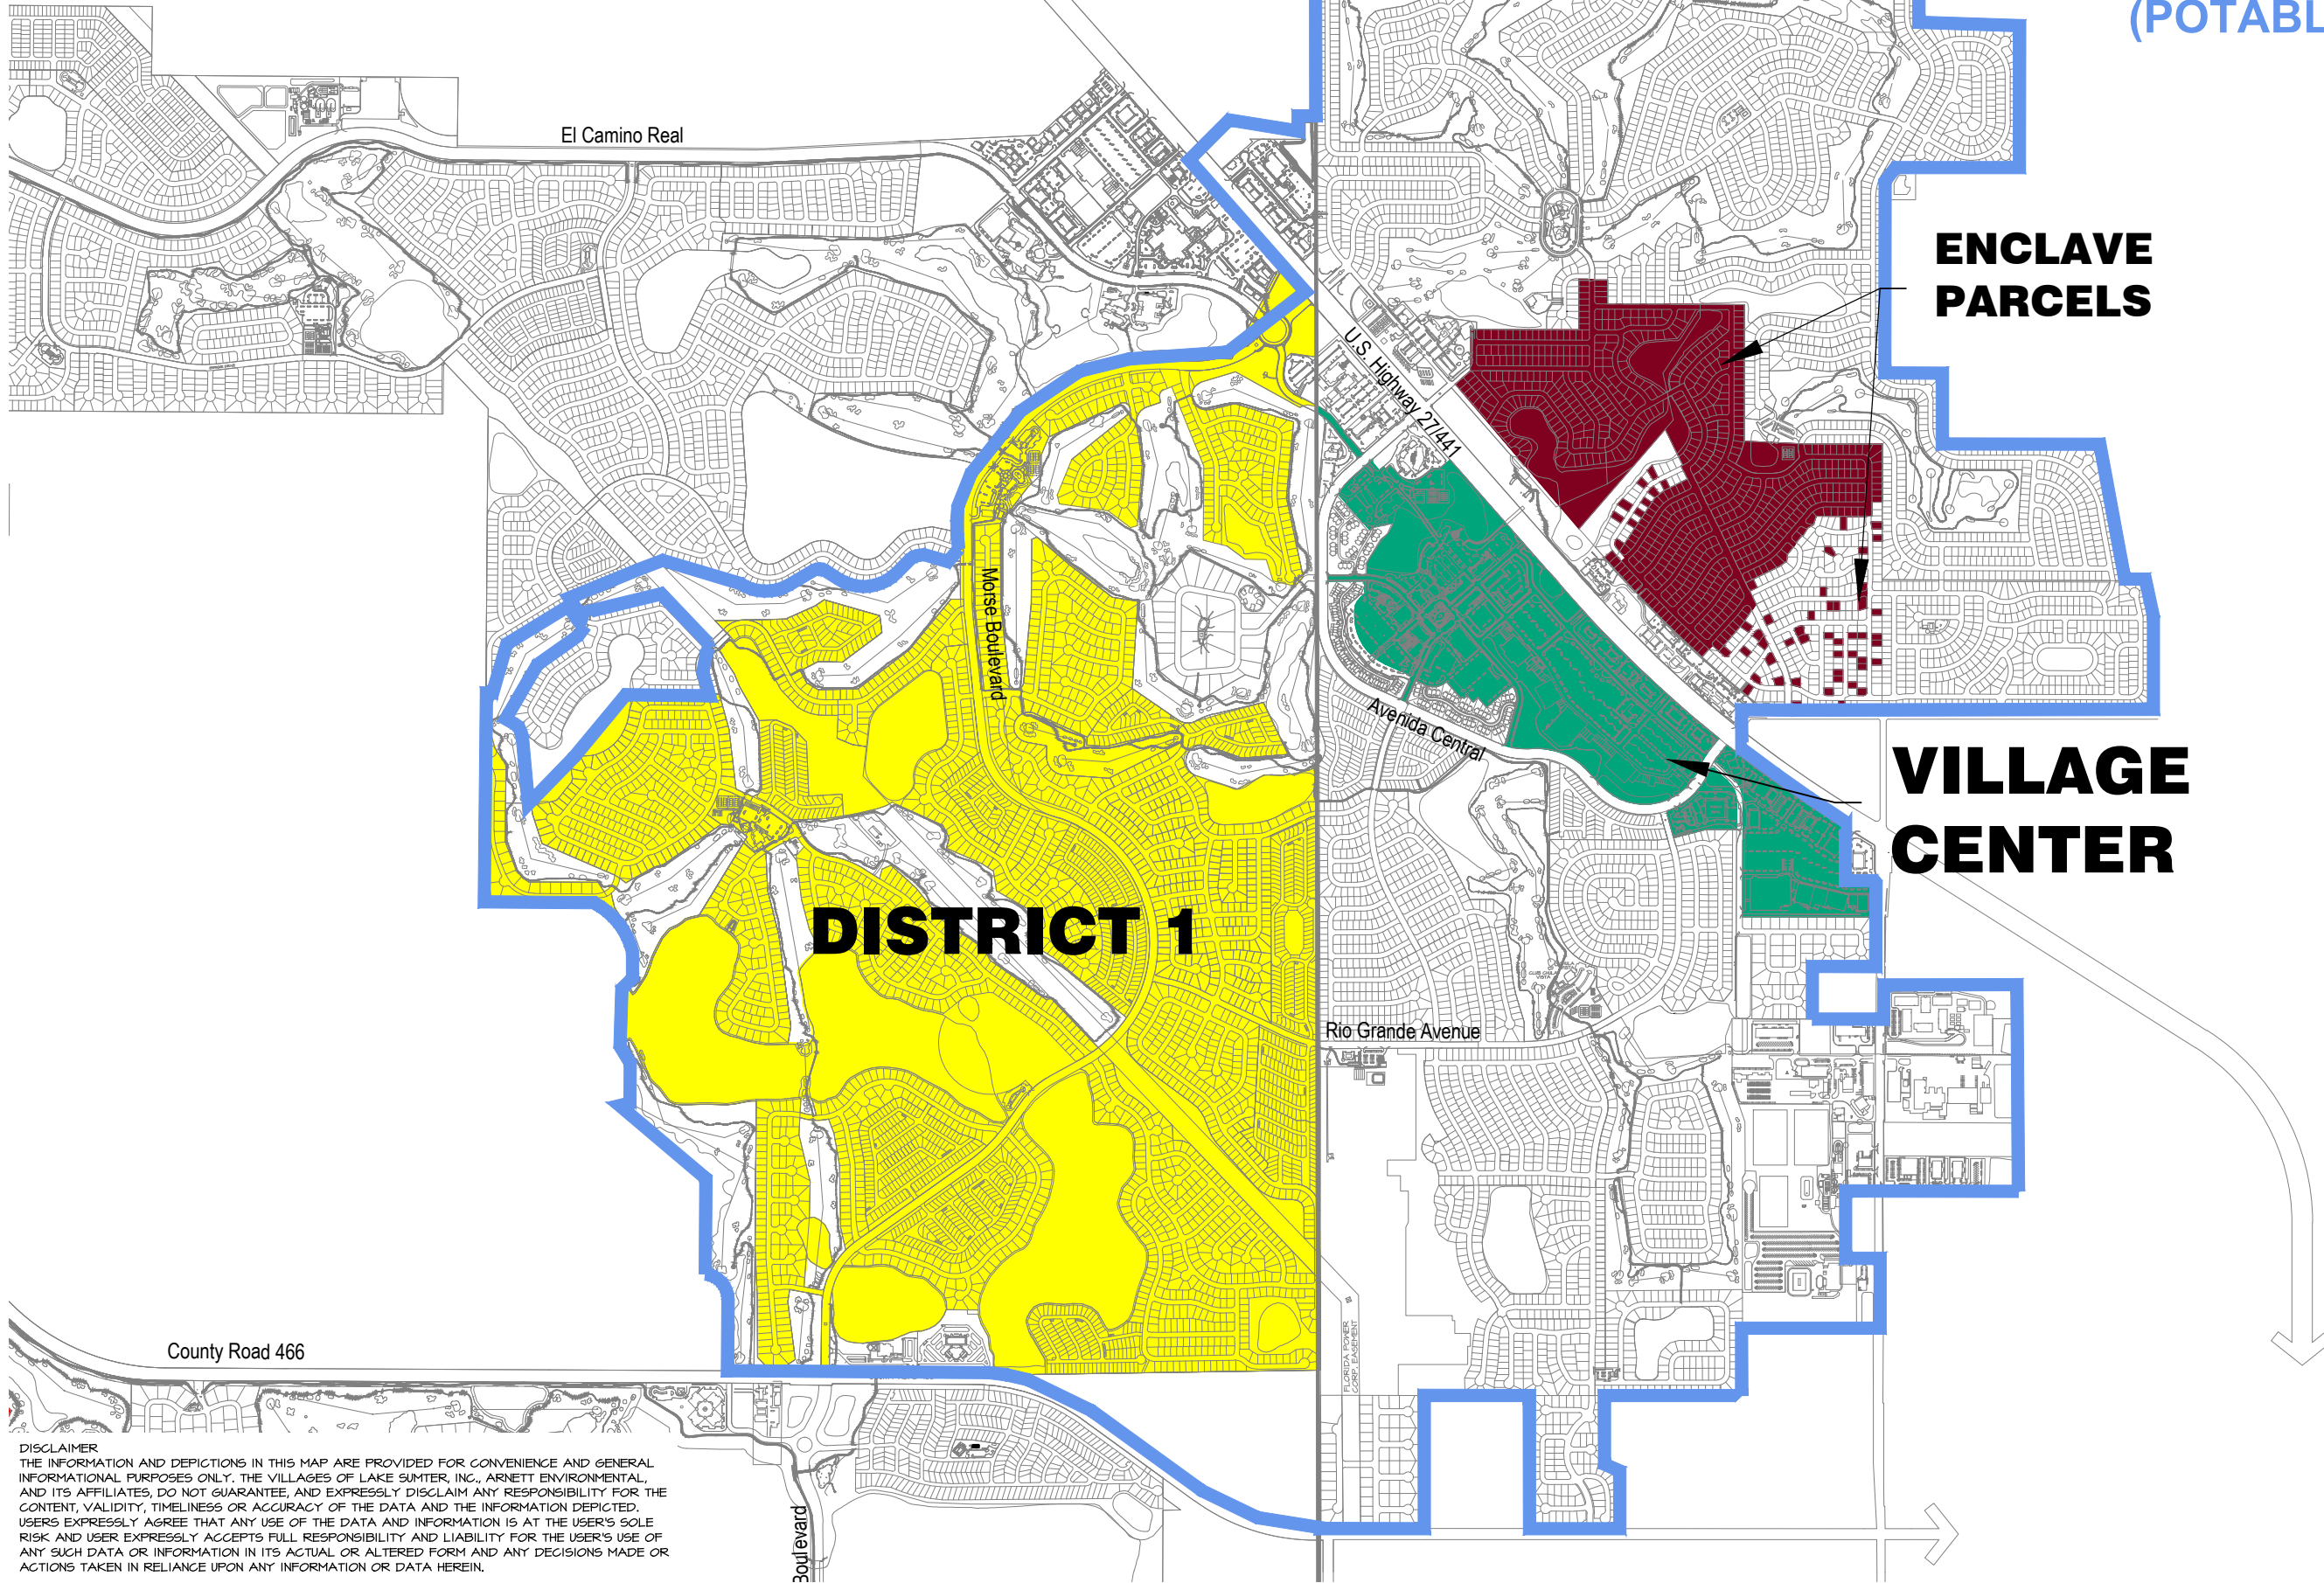 (POTABL
El Camino Real
ENCLAVE
PARCELS
U.S. Highway 27/441
Morse Boulevard
Avenida Central
VILLAGE
CENTER
DISTRICT 1
Rio Grande Avenue
FLORIDA POWER
CORP. EASEMENT
County Road 466
Boulevard
DISCLAIMER
THE INFORMATION AND DEPICTIONS IN THIS MAP ARE PROVIDED FOR CONVENIENCE AND GENERAL
INFORMATIONAL PURPOSES ONLY. THE VILLAGES OF LAKE SUMTER, INC., ARNETT ENVIRONMENTAL,
AND ITS AFFILIATES, DO NOT GUARANTEE, AND EXPRESSLY DISCLAIM ANY RESPONSIBILITY FOR THE
CONTENT, VALIDITY, TIMELINESS OR ACCURACY OF THE DATA AND THE INFORMATION DEPICTED.
USERS EXPRESSLY AGREE THAT ANY USE OF THE DATA AND INFORMATION IS AT THE USER'S SOLE
RISK AND USER EXPRESSLY ACCEPTS FULL RESPONSIBILITY AND LIABILITY FOR THE USER'S USE OF
ANY SUCH DATA OR INFORMATION IN ITS ACTUAL OR ALTERED FORM AND ANY DECISIONS MADE OR
ACTIONS TAKEN IN RELIANCE UPON ANY INFORMATION OR DATA HEREIN.